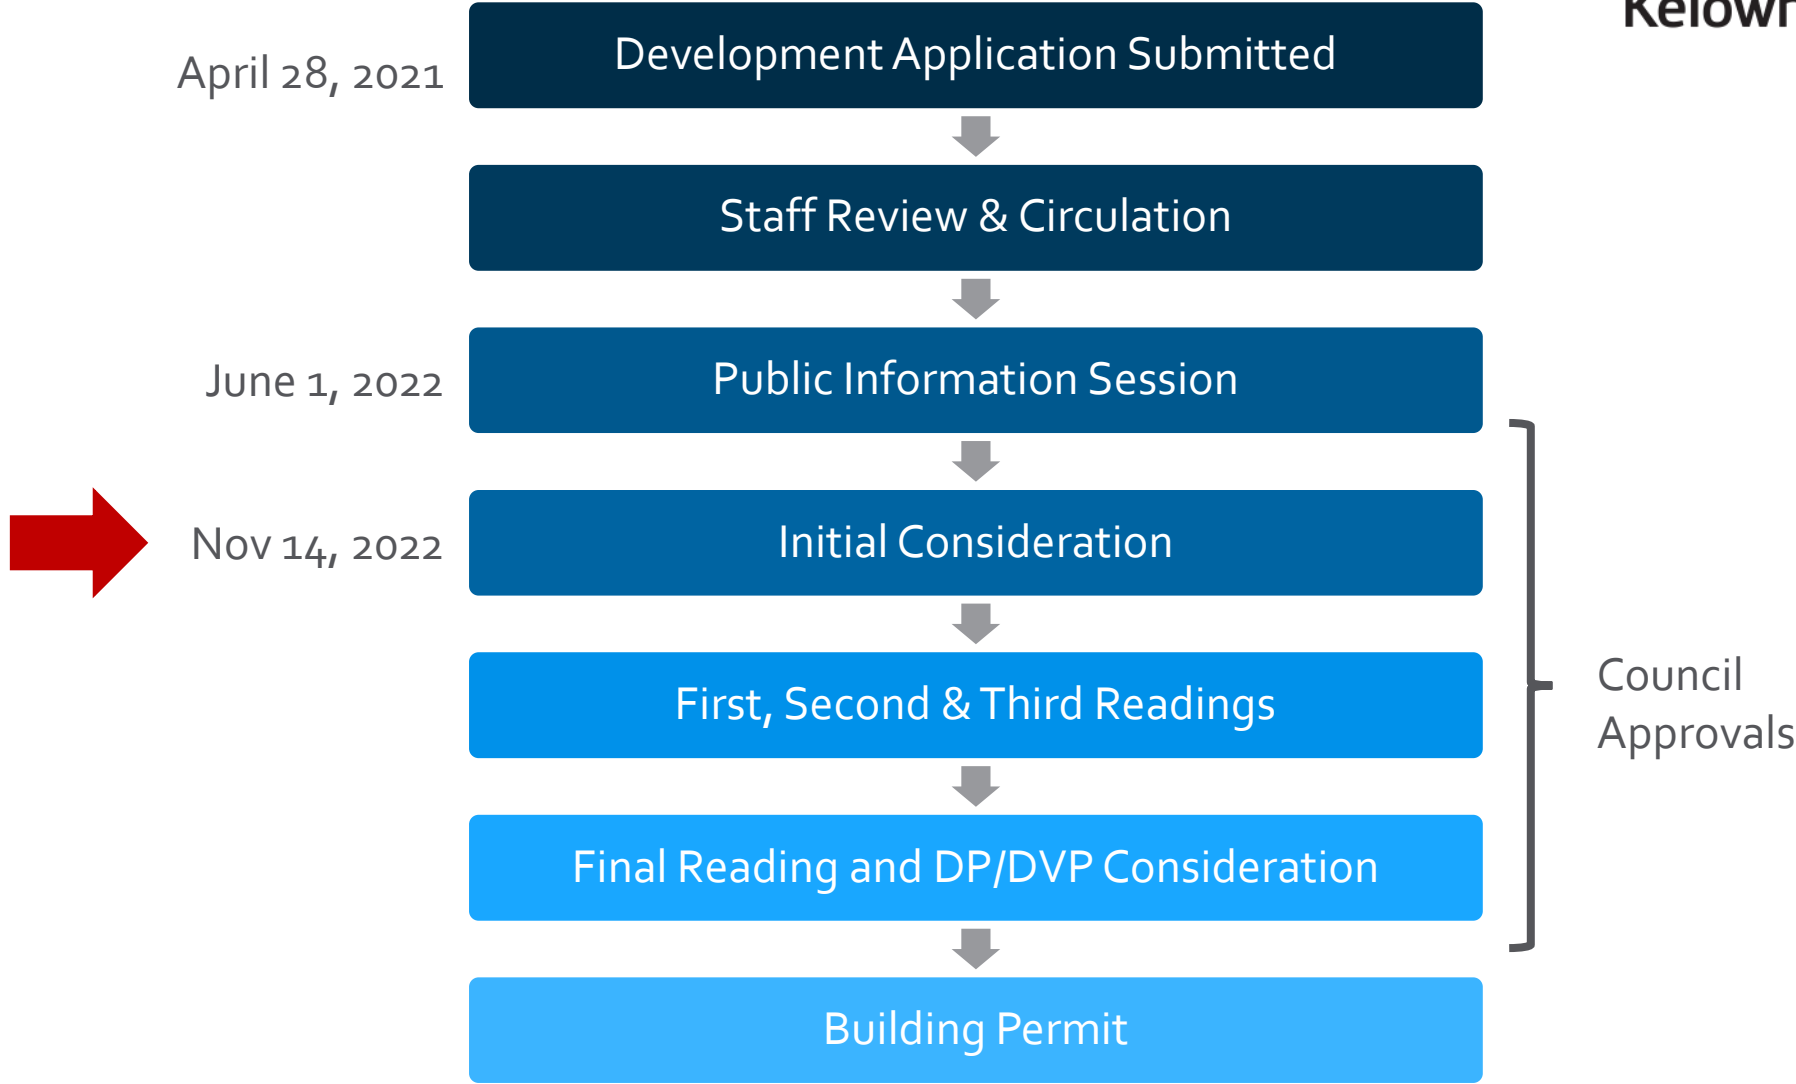 Development Application Submitted
April 28, 2021
Staff Review & Circulation
Public Information Session
June 1, 2022
Initial Consideration
Nov 14, 2022
First, Second & Third Readings
Council
Approvals
Final Reading and DP/DVP Consideration
Building Permit